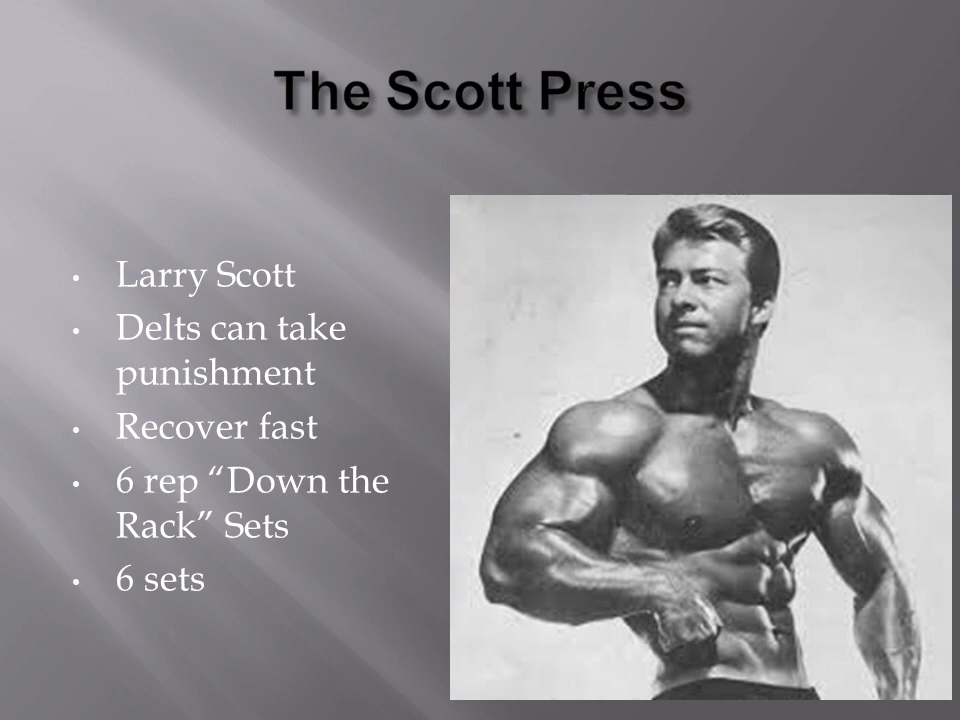 The Scott Press
• Larry Scott
• Delts can take
punishment
• Recover fast
• 6 rep “Down the
Rack” Sets
• 6 sets